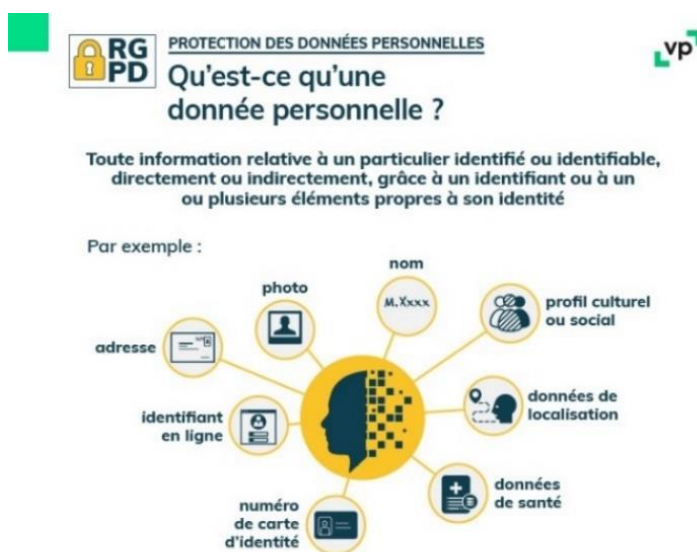 RG
PD
PROTECTION DES DONNÉES PERSONNELLES
Qu'est-ce qu'une
donnée personnelle ?
vp
Toute information relative à un particulier identifié ou identifiable,
directement ou indirectement, grâce à un identifiant ou à un
ou plusieurs éléments propres à son identité
Par exemple :
nom
M.Xxxx
photo
profil culturel
ou social
adresse
données de
localisation
identifiant
en ligne
données
de santé
numéro
de carte
d'identité